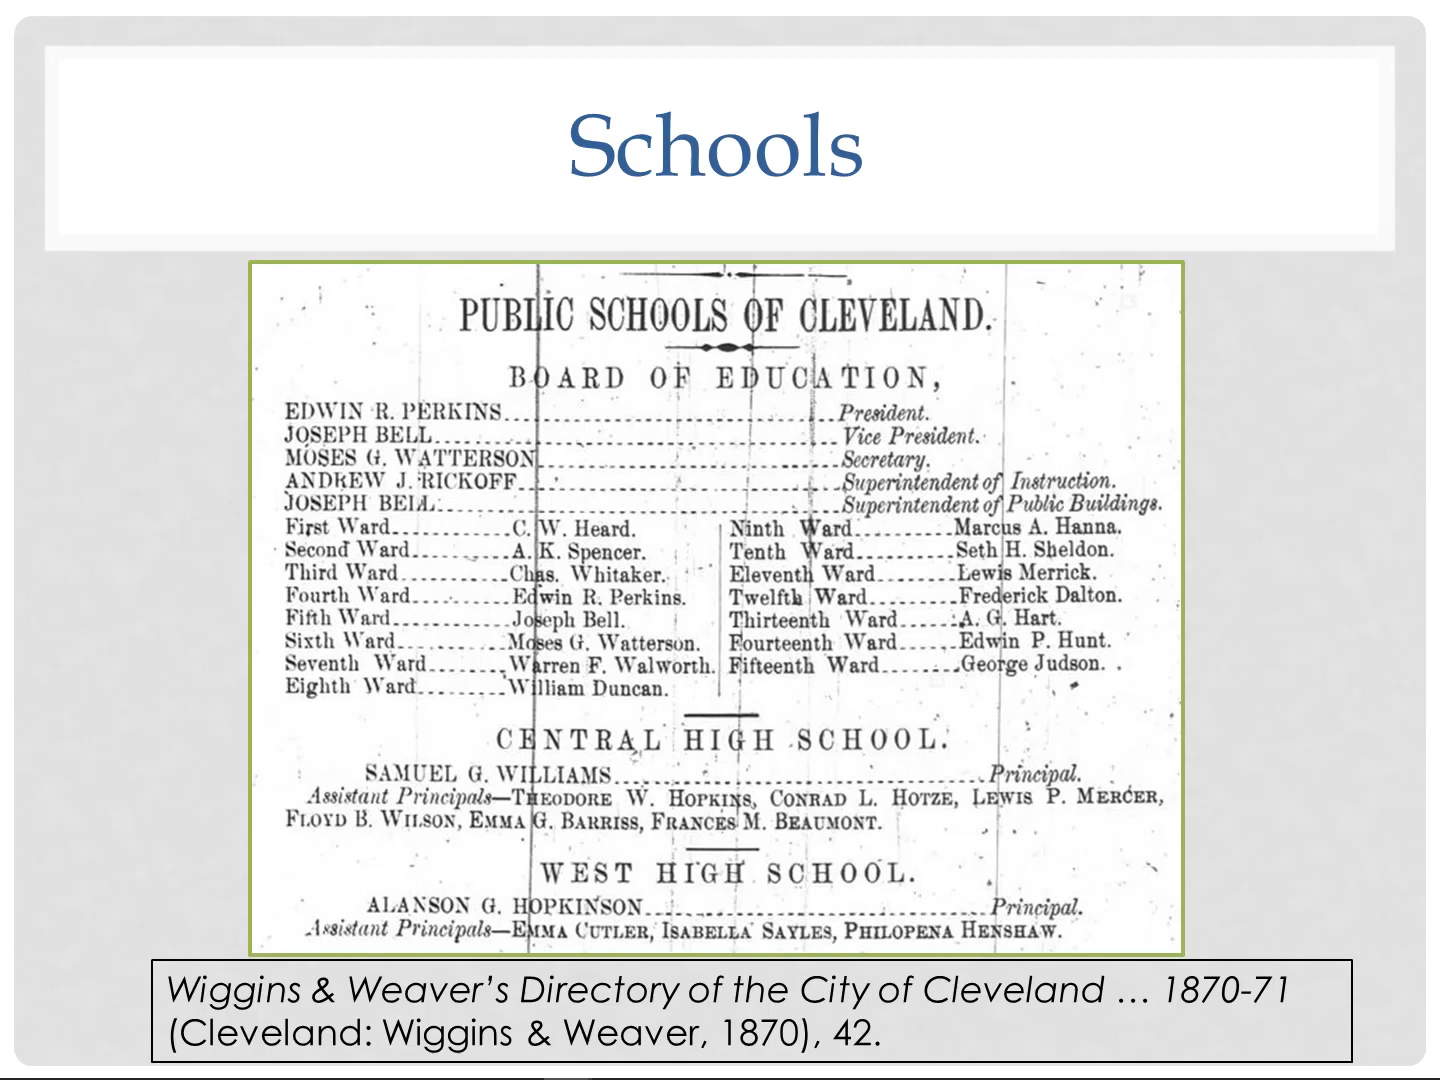 Schools
PUBLIC SCHOOLS OF CLEVELAND.
BOARD OF EDUCATION,
EDWIN R. PERKINS........President.
JOSEPH BELL........Vice President.
MOSES G. WATTERSON........Secretary.
ANDREW J. RICKOFF........Superintendent of Instruction.
JOSEPH BELL........Superintendent of Public Buildings.
First Ward........C. W. Heard.
Second Ward........A. K. Spencer.
Third Ward........Chas. Whitaker.
Fourth Ward........Edwin R. Perkins.
Fifth Ward........Joseph Bell.
Sixth Ward........Moses G. Watterson.
Seventh Ward........Warren F. Walworth.
Eighth Ward........William Duncan.
Ninth Ward........Marcus A. Hanna.
Tenth Ward........Seth H. Sheldon.
Eleventh Ward........Lewis Merrick.
Twelfth Ward........Frederick Dalton.
Thirteenth Ward........A. G. Hart.
Fourteenth Ward........Edwin P. Hunt.
Fifteenth Ward........George Judson.
CENTRAL HIGH SCHOOL.
SAMUEL G. WILLIAMS........Principal.
Assistant Principals—THEODORE W. HOPKINS, CONRAD L. HOTZE, LEWIS P. MERCER,
FLOYD B. WILSON, EMMA G. BARRISS, FRANCES M. BEAUMONT.
WEST HIGH SCHOOL.
ALANSON G. HOPKINSON........Principal.
Assistant Principals—EMMA CUTLER, ISABELLA SAYLES, PHILOPENA HENSHAW.
Wiggins & Weaver's Directory of the City of Cleveland … 1870-71
(Cleveland: Wiggins & Weaver, 1870), 42.